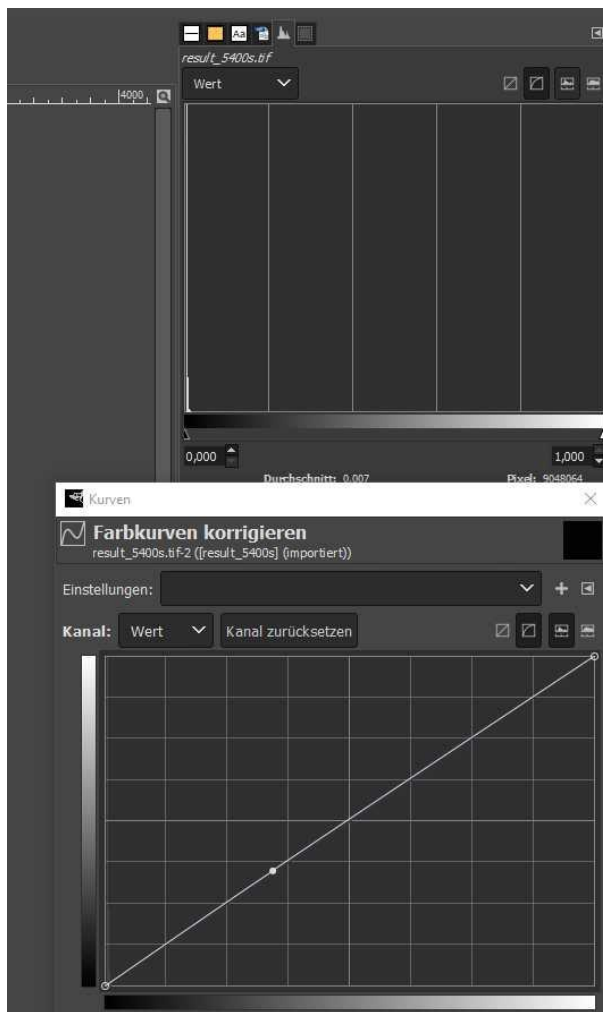 Aa
result_5400s.tif
Wert
4000
0,000
1,000
Durchschnitt: 0.007
Pixel: 9048064
Kurven
Farbkurven korrigieren
result_5400s.tif-2 ([result_5400s] (importiert))
Einstellungen:
Kanal: Wert Kanal zurücksetzen